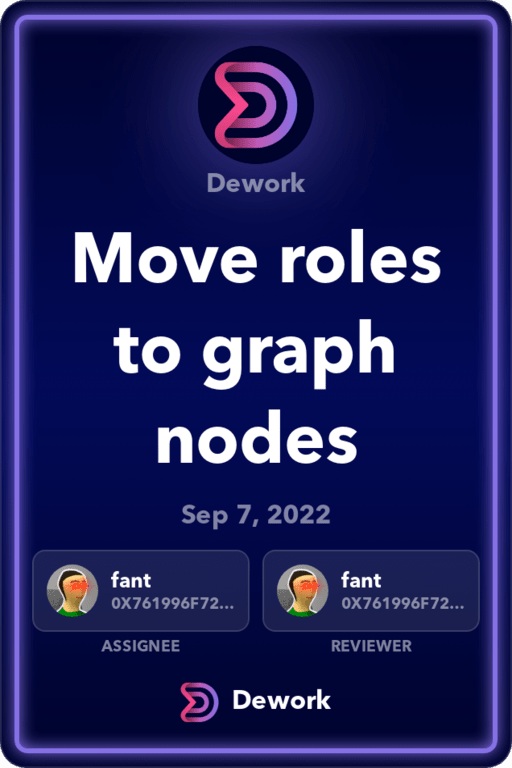 Dework
Move roles
to graph
nodes
Sep 7, 2022
fant
0X761996F72...
fant
0X761996F72...
ASSIGNEE
REVIEWER
Dework